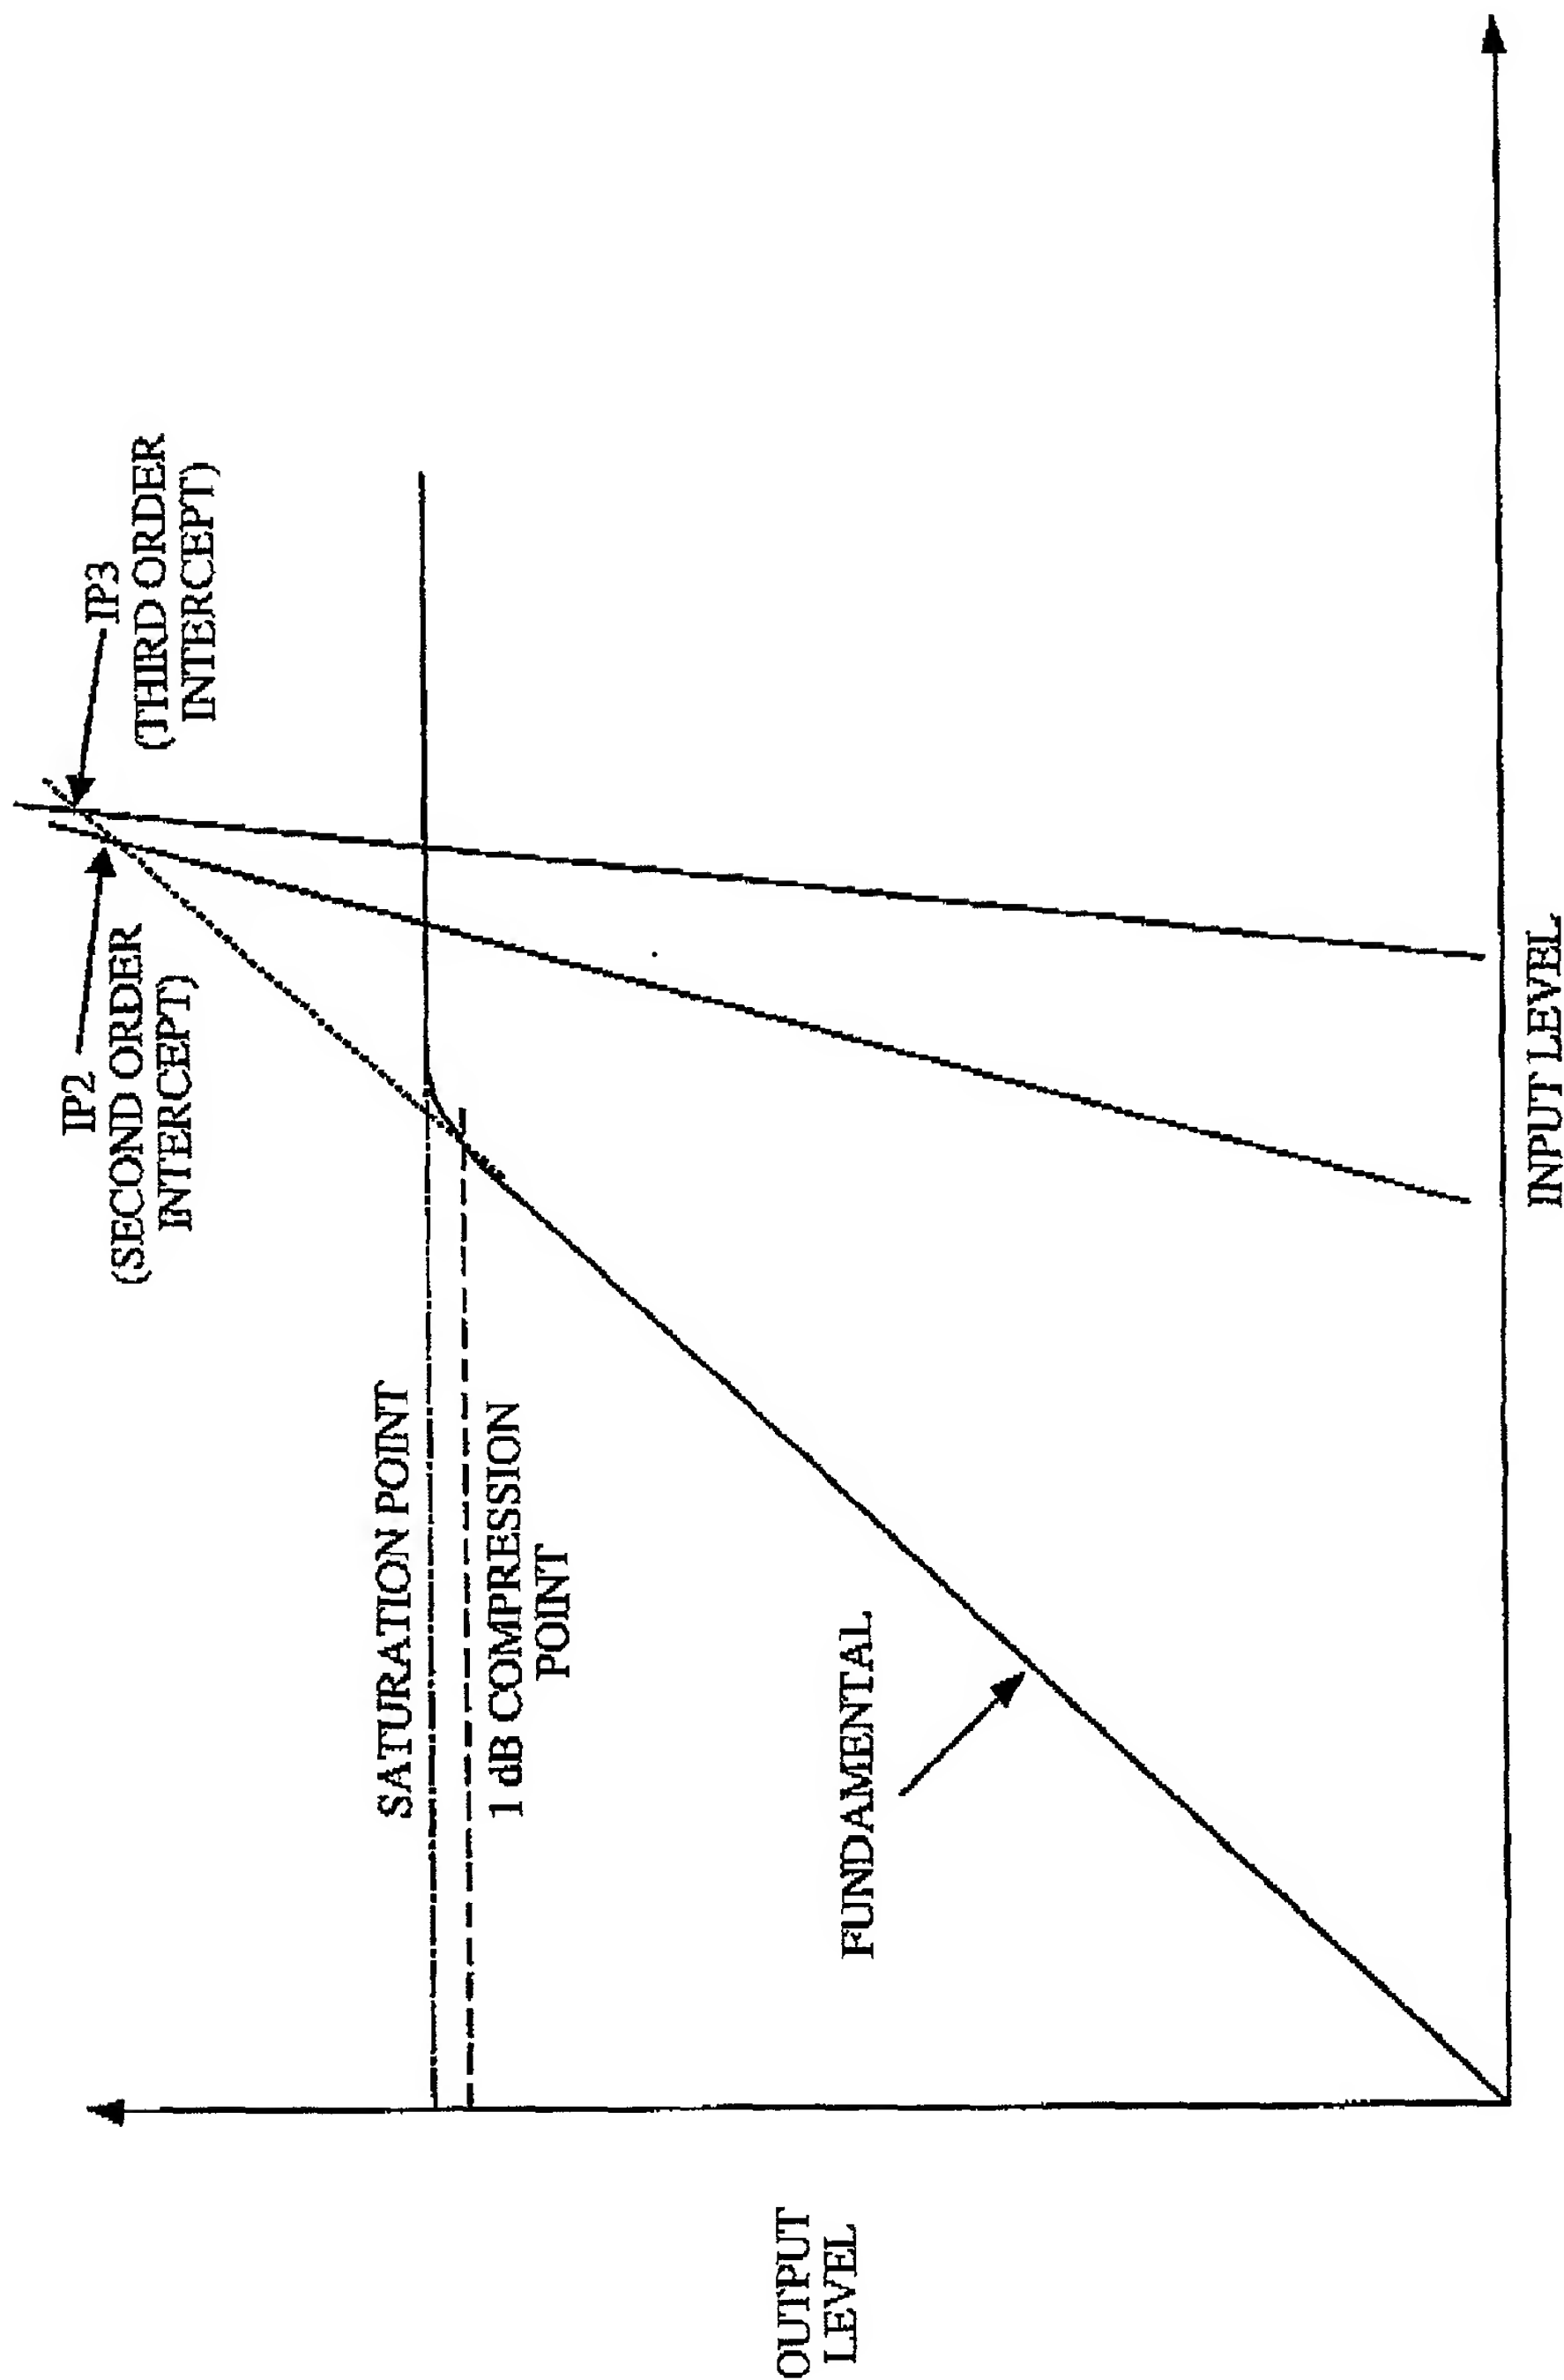 IP2
(SECOND ORDER
INTERCEPT)
IP3
(THIRD ORDER
INTERCEPT)
SATURATION POINT
1 dB COMPRESSION
POINT
FUNDAMENTAL
OUTPUT
LEVEL
INPUT LEVEL